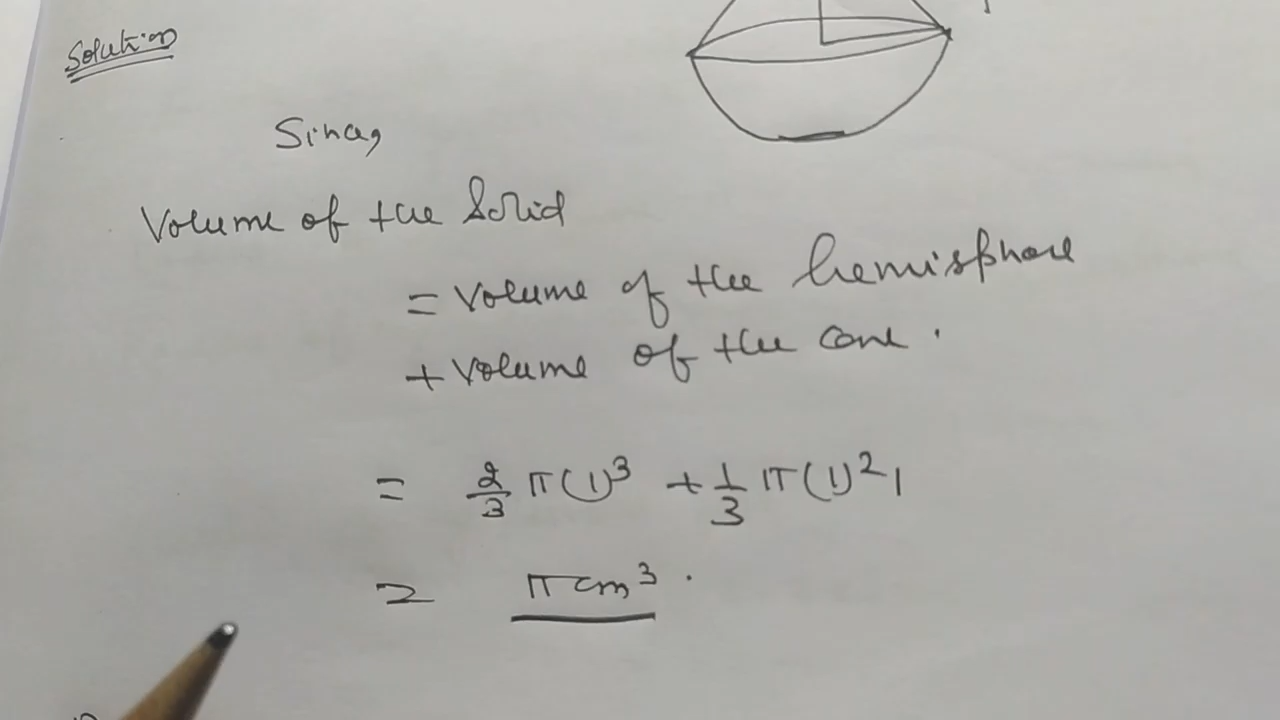 Solution
Since,
Volume of the Solid
= Volume of the hemisphere
+ Volume of the cone.
= 2/3 π(1)³ + 1/3 π(1)² 1
= π cm³.